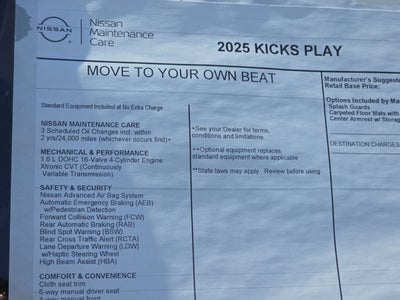 NISSAN
Nissan
Maintenance
Care
2025 KICKS PLAY
MOVE TO YOUR OWN BEAT
Standard Equipment Included at No Extra Charge
NISSAN MAINTENANCE CARE
3 Scheduled Oil Changes incl. within
2 yrs/24,000 miles (whichever occurs first)+
MECHANICAL & PERFORMANCE
1.6 L DOHC 16-Valve 4-Cylinder Engine
Xtronic CVT (Continuously
Variable Transmission)
SAFETY & SECURITY
Nissan Advanced Air Bag System
Automatic Emergency Braking (AEB)
w/Pedestrian Detection
Forward Collision Warning (FCW)
Rear Automatic Braking (RAB)
Blind Spot Warning (BSW)
Rear Cross Traffic Alert (RCTA)
Lane Departure Warning (LDW)
w/Haptic Steering Wheel
High Beam Assist (HBA)
COMFORT & CONVENIENCE
Cloth seat trim
6-way manual driver seat
4-way manual front
+See your Dealer for terms,
conditions and limitations
++Optional equipment replaces
standard equipment where applicable
**State laws may apply. Review before using
Manufacturer's Suggeste
Retail Base Price:
Options Included by Ma
Splash Guards
Carpeted Floor Mats with
Center Armrest w/ Storag
DESTINATION CHARGES